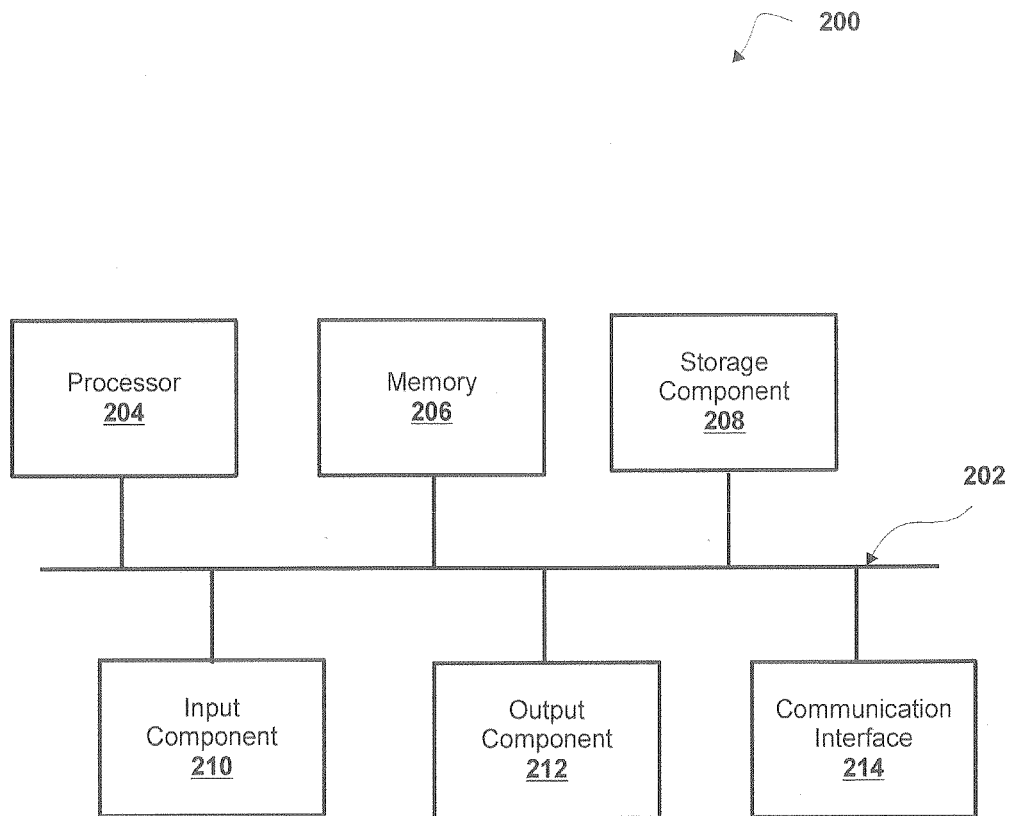 200
Processor
204
Memory
206
Storage
Component
208
202
Input
Component
210
Output
Component
212
Communication
Interface
214